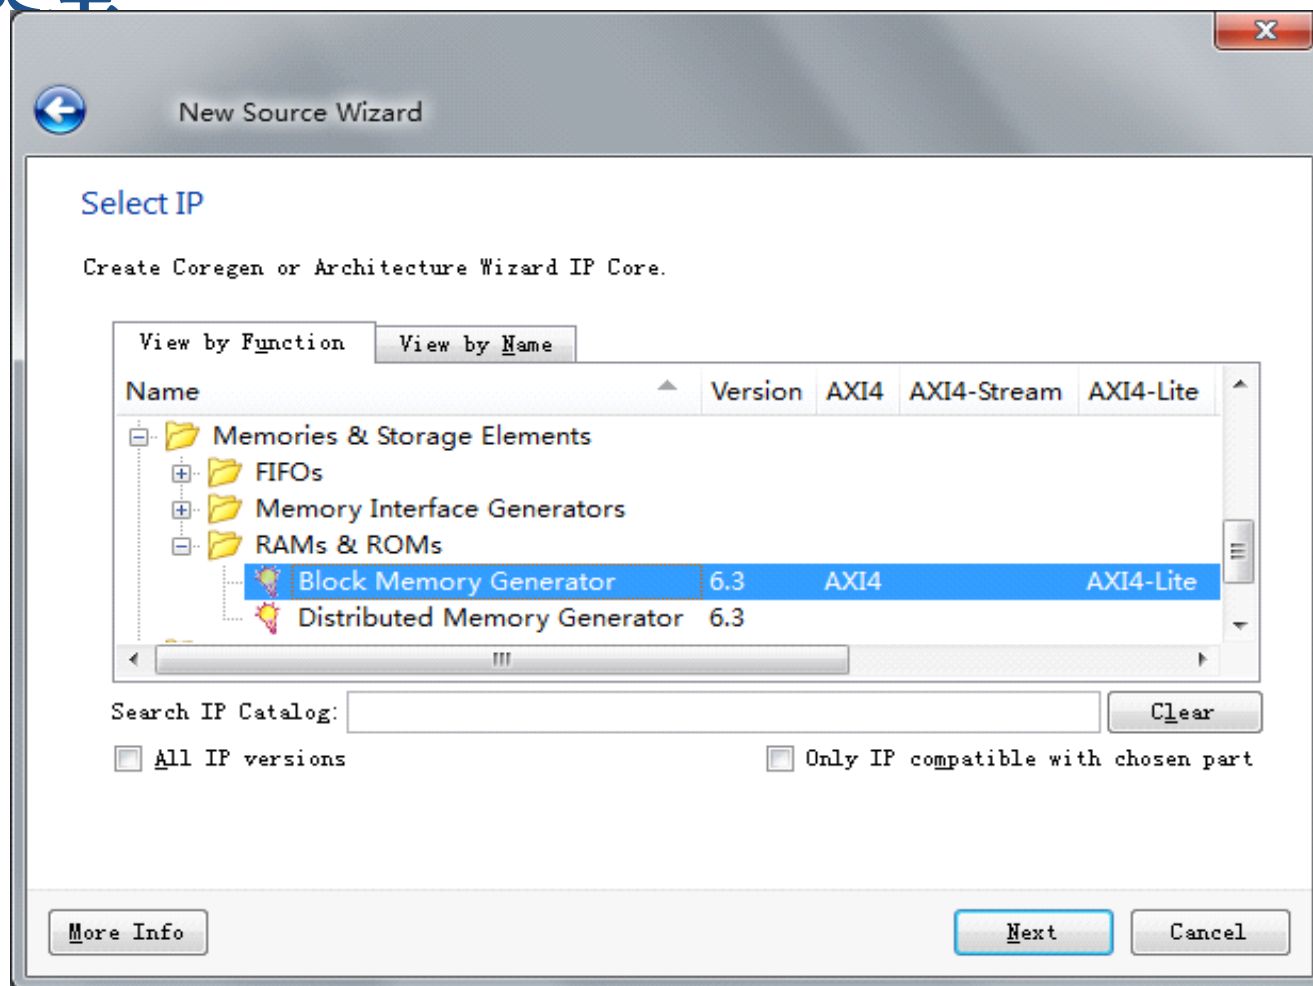 New Source Wizard
Select IP
Create Coregen or Architecture Wizard IP Core.
View by Function View by Name
Name Version AXI4 AXI4-Stream AXI4-Lite
Memories & Storage Elements
FIFOs
Memory Interface Generators
RAMs & ROMs
Block Memory Generator 6.3 AXI4 AXI4-Lite
Distributed Memory Generator 6.3
Search IP Catalog: Clear
All IP versions Only IP compatible with chosen part
More Info Next Cancel